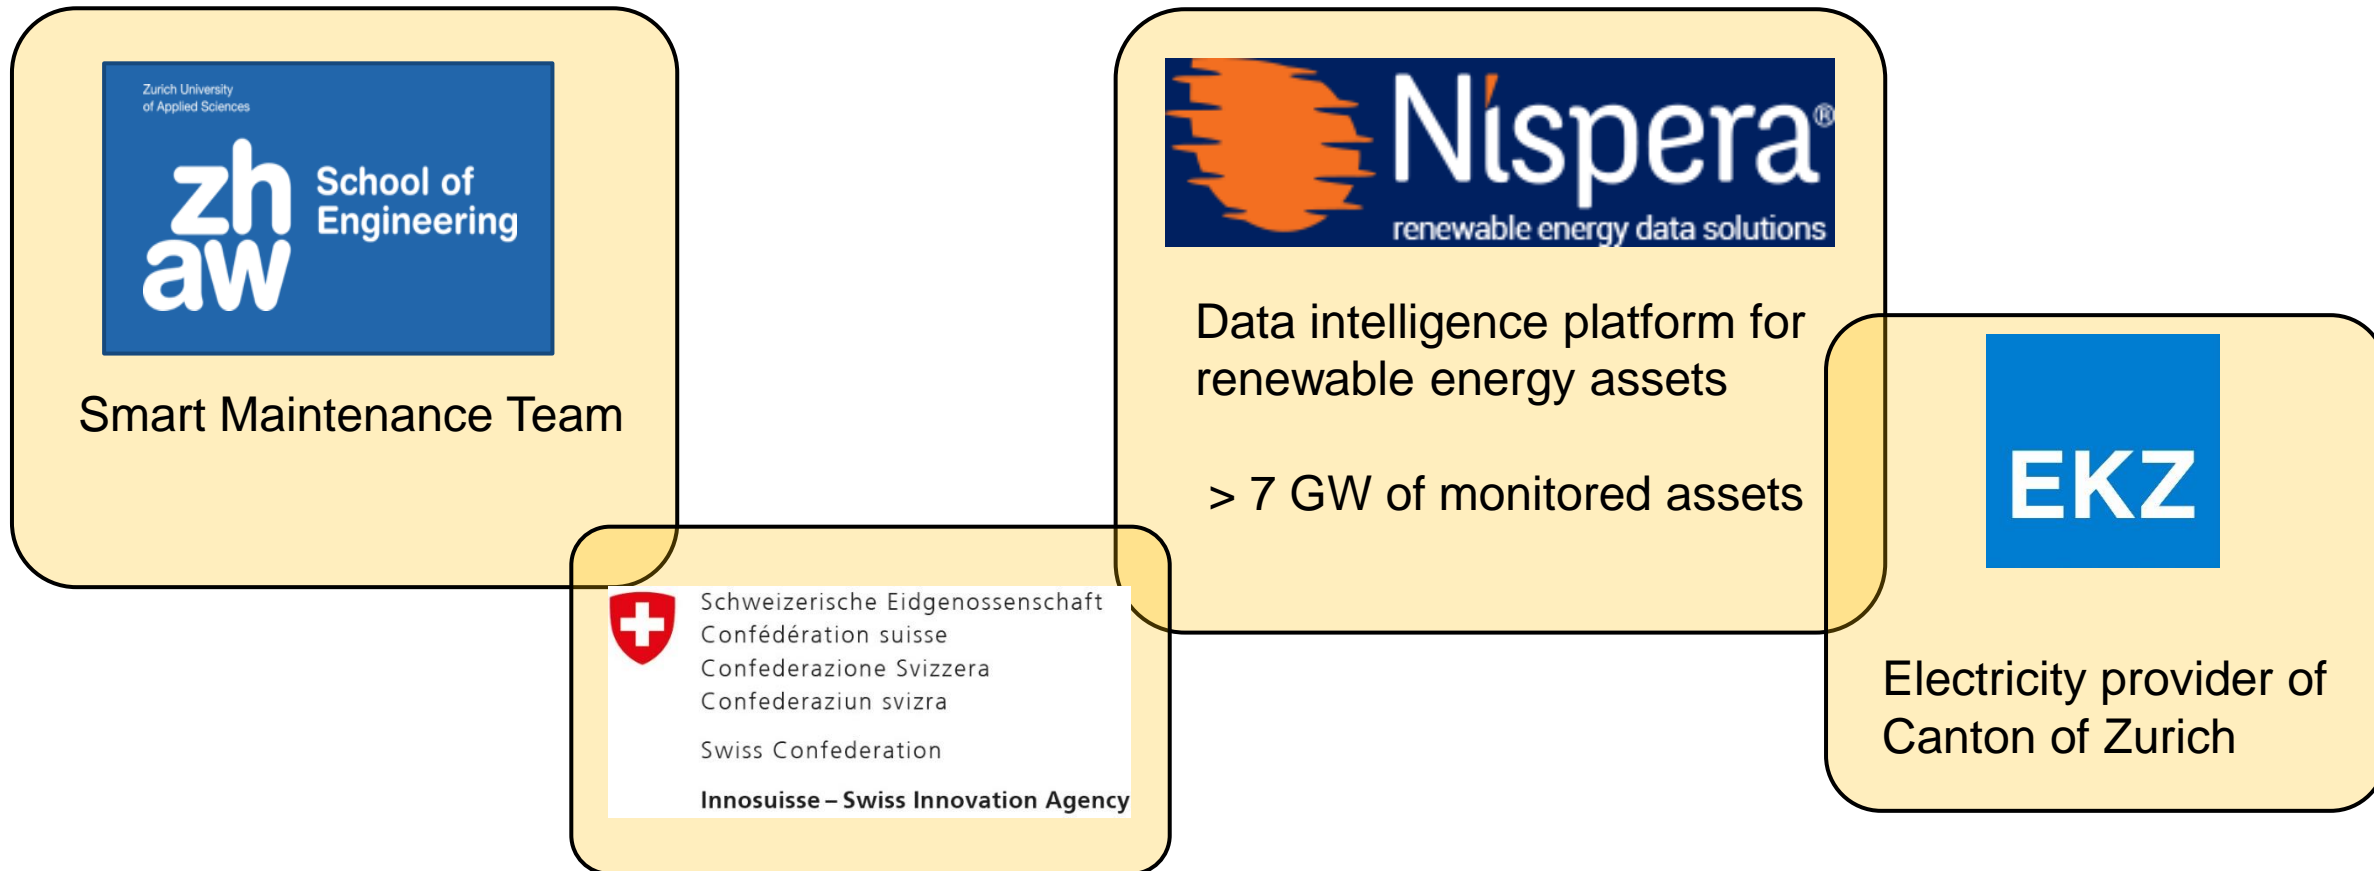 Zurich University
of Applied Sciences
zh
aw
School of
Engineering
Smart Maintenance Team
Nispera®
renewable energy data solutions
Data intelligence platform for
renewable energy assets
> 7 GW of monitored assets
EKZ
Electricity provider of
Canton of Zurich
Schweizerische Eidgenossenschaft
Confédération suisse
Confederazione Svizzera
Confederaziun svizra
Swiss Confederation
Innosuisse – Swiss Innovation Agency